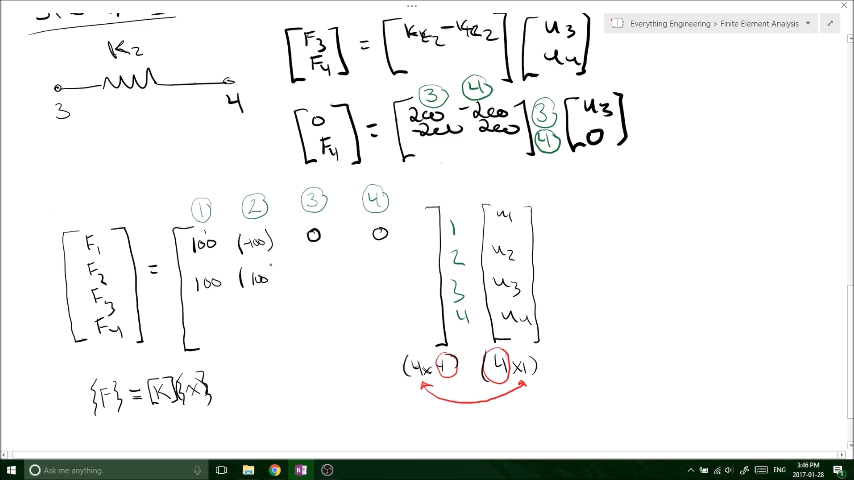 Everything Engineering > Finite Element Analysis
K2
3 4
[F3 F4] = [KK2 -KK2] [u3 u4]
3 4
[0 F4] = [200 -200 -200 200] 3 4 [u3 0]
1 2 3 4
F1 100 (-100) 0 0 1 u1
F2 = 100 (100 2 u2
F3 3 u3
F4 4 u4
(4x4) (4x1)
{F} = [K]{x}
Ask me anything
ENG
3:46 PM
2017-01-28